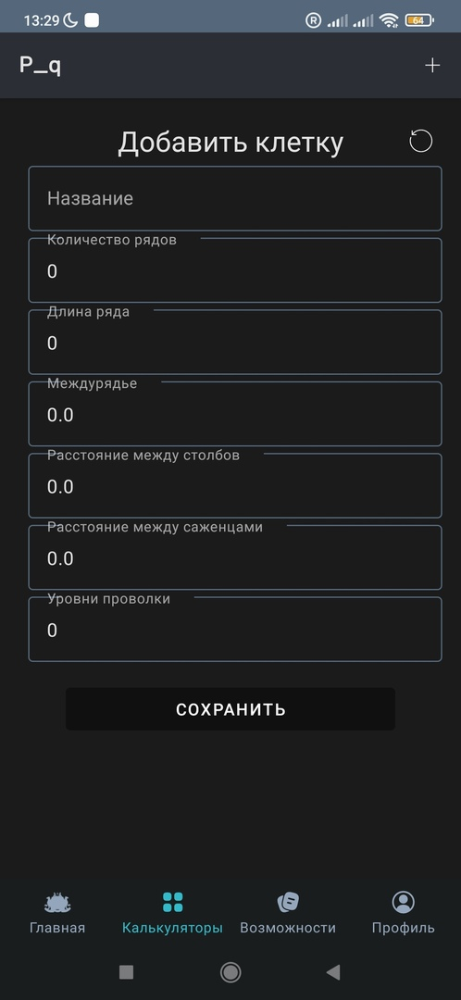 13:29
R
64
P_q
Добавить клетку
Название
Количество рядов
0
Длина ряда
0
Междурядье
0.0
Расстояние между столбов
0.0
Расстояние между саженцами
0.0
Уровни проволки
0
СОХРАНИТЬ
Главная
Калькуляторы
Возможности
Профиль